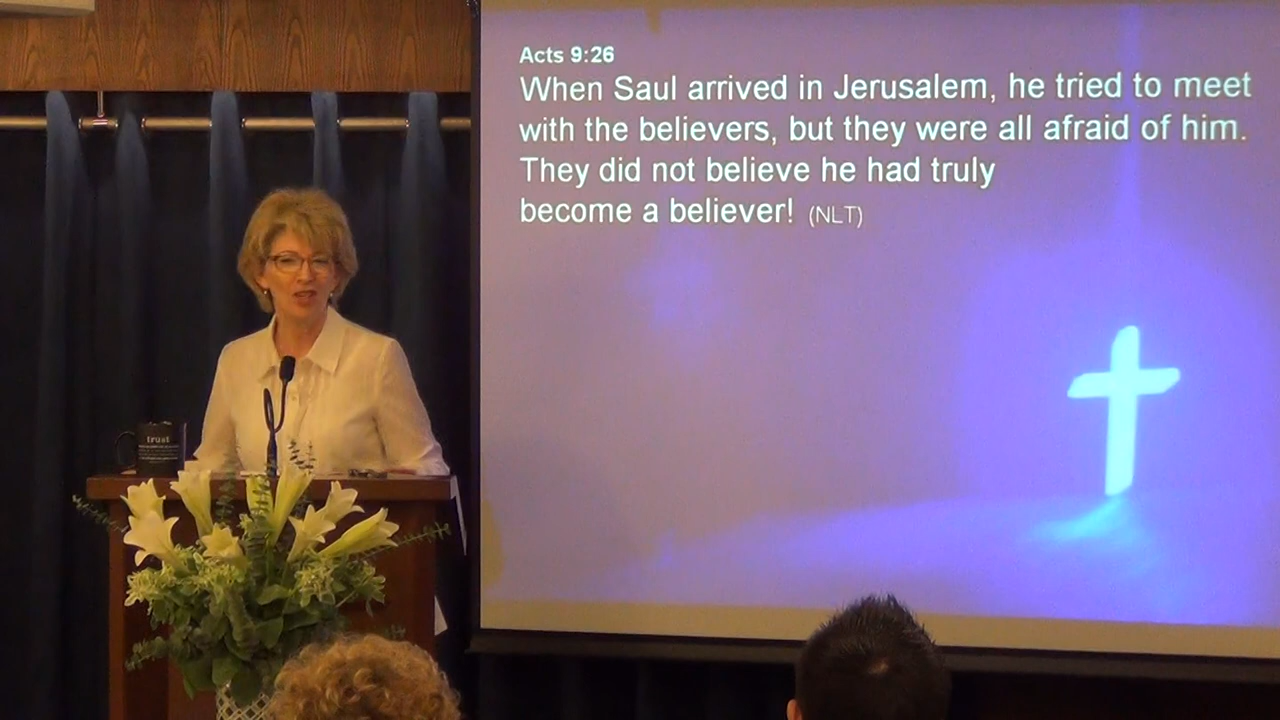 Acts 9:26
When Saul arrived in Jerusalem, he tried to meet
with the believers, but they were all afraid of him.
They did not believe he had truly
become a believer! (NLT)
trust